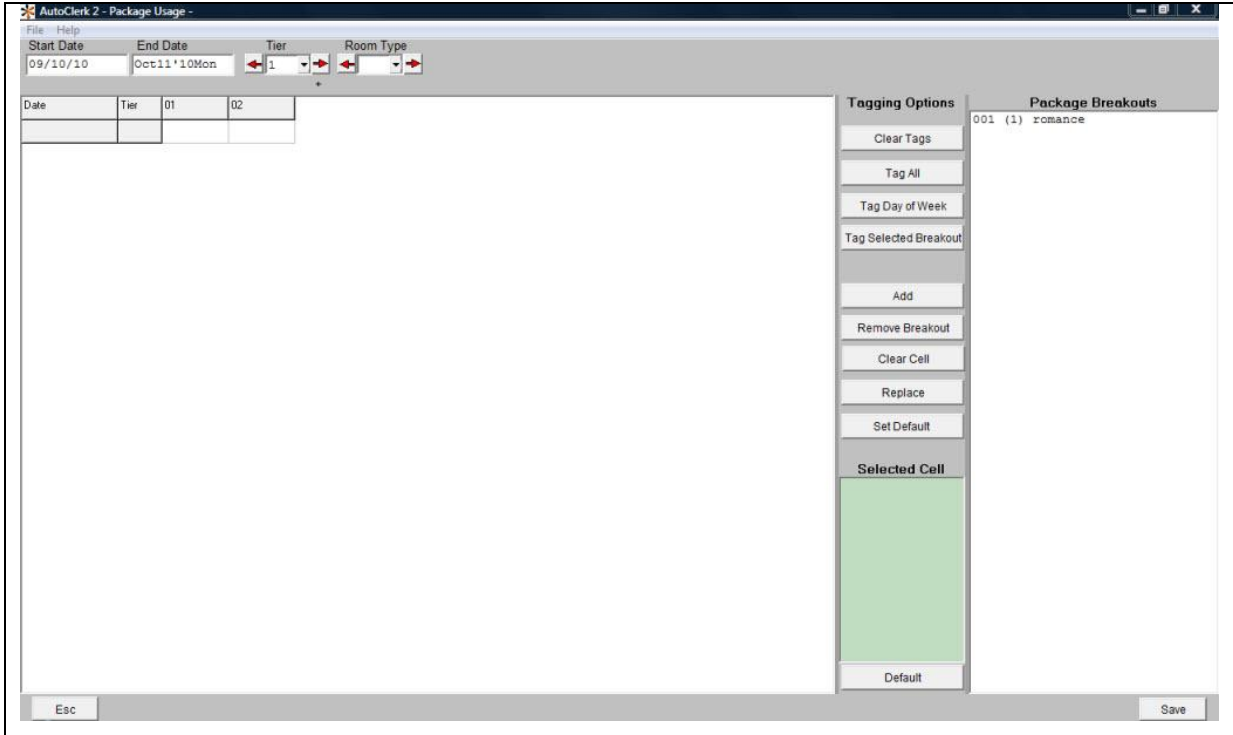 AutoClerk 2 - Package Usage -
File Help
Start Date End Date Tier Room Type
09/10/10 Oct11'10Mon 1
+
Date Tier 01 02
Tagging Options
Clear Tags
Tag All
Tag Day of Week
Tag Selected Breakout
Add
Remove Breakout
Clear Cell
Replace
Set Default
Selected Cell
Default
Package Breakouts
001 (1) romance
Esc Save